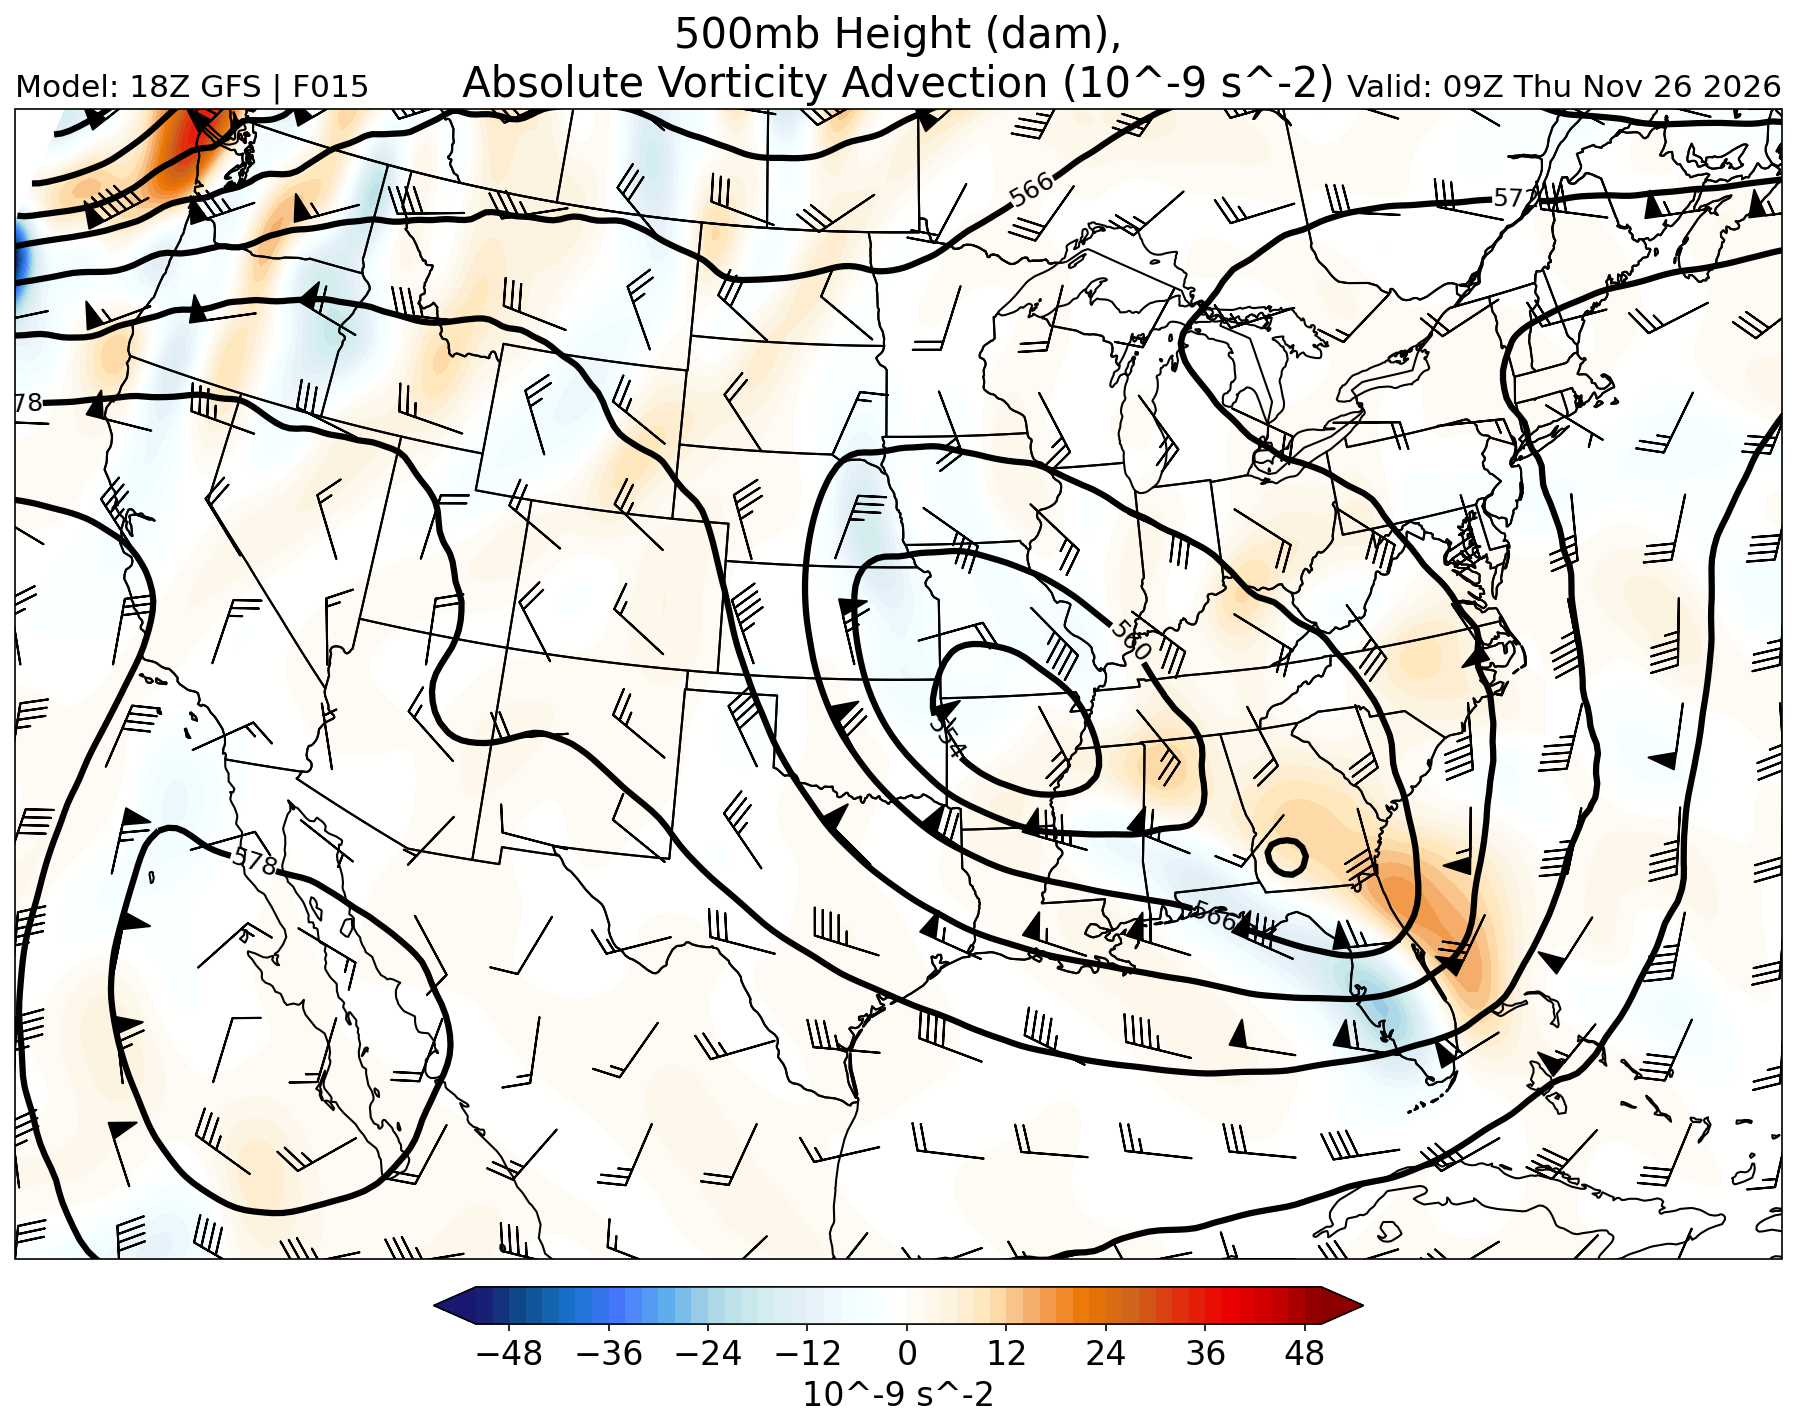 500mb Height (dam),
Model: 18Z GFS | F015
Absolute Vorticity Advection (10^-9 s^-2)
Valid: 09Z Thu Nov 26 2026
566
572
78
560
554
578
566
−48 −36 −24 −12 0 12 24 36 48
10^-9 s^-2